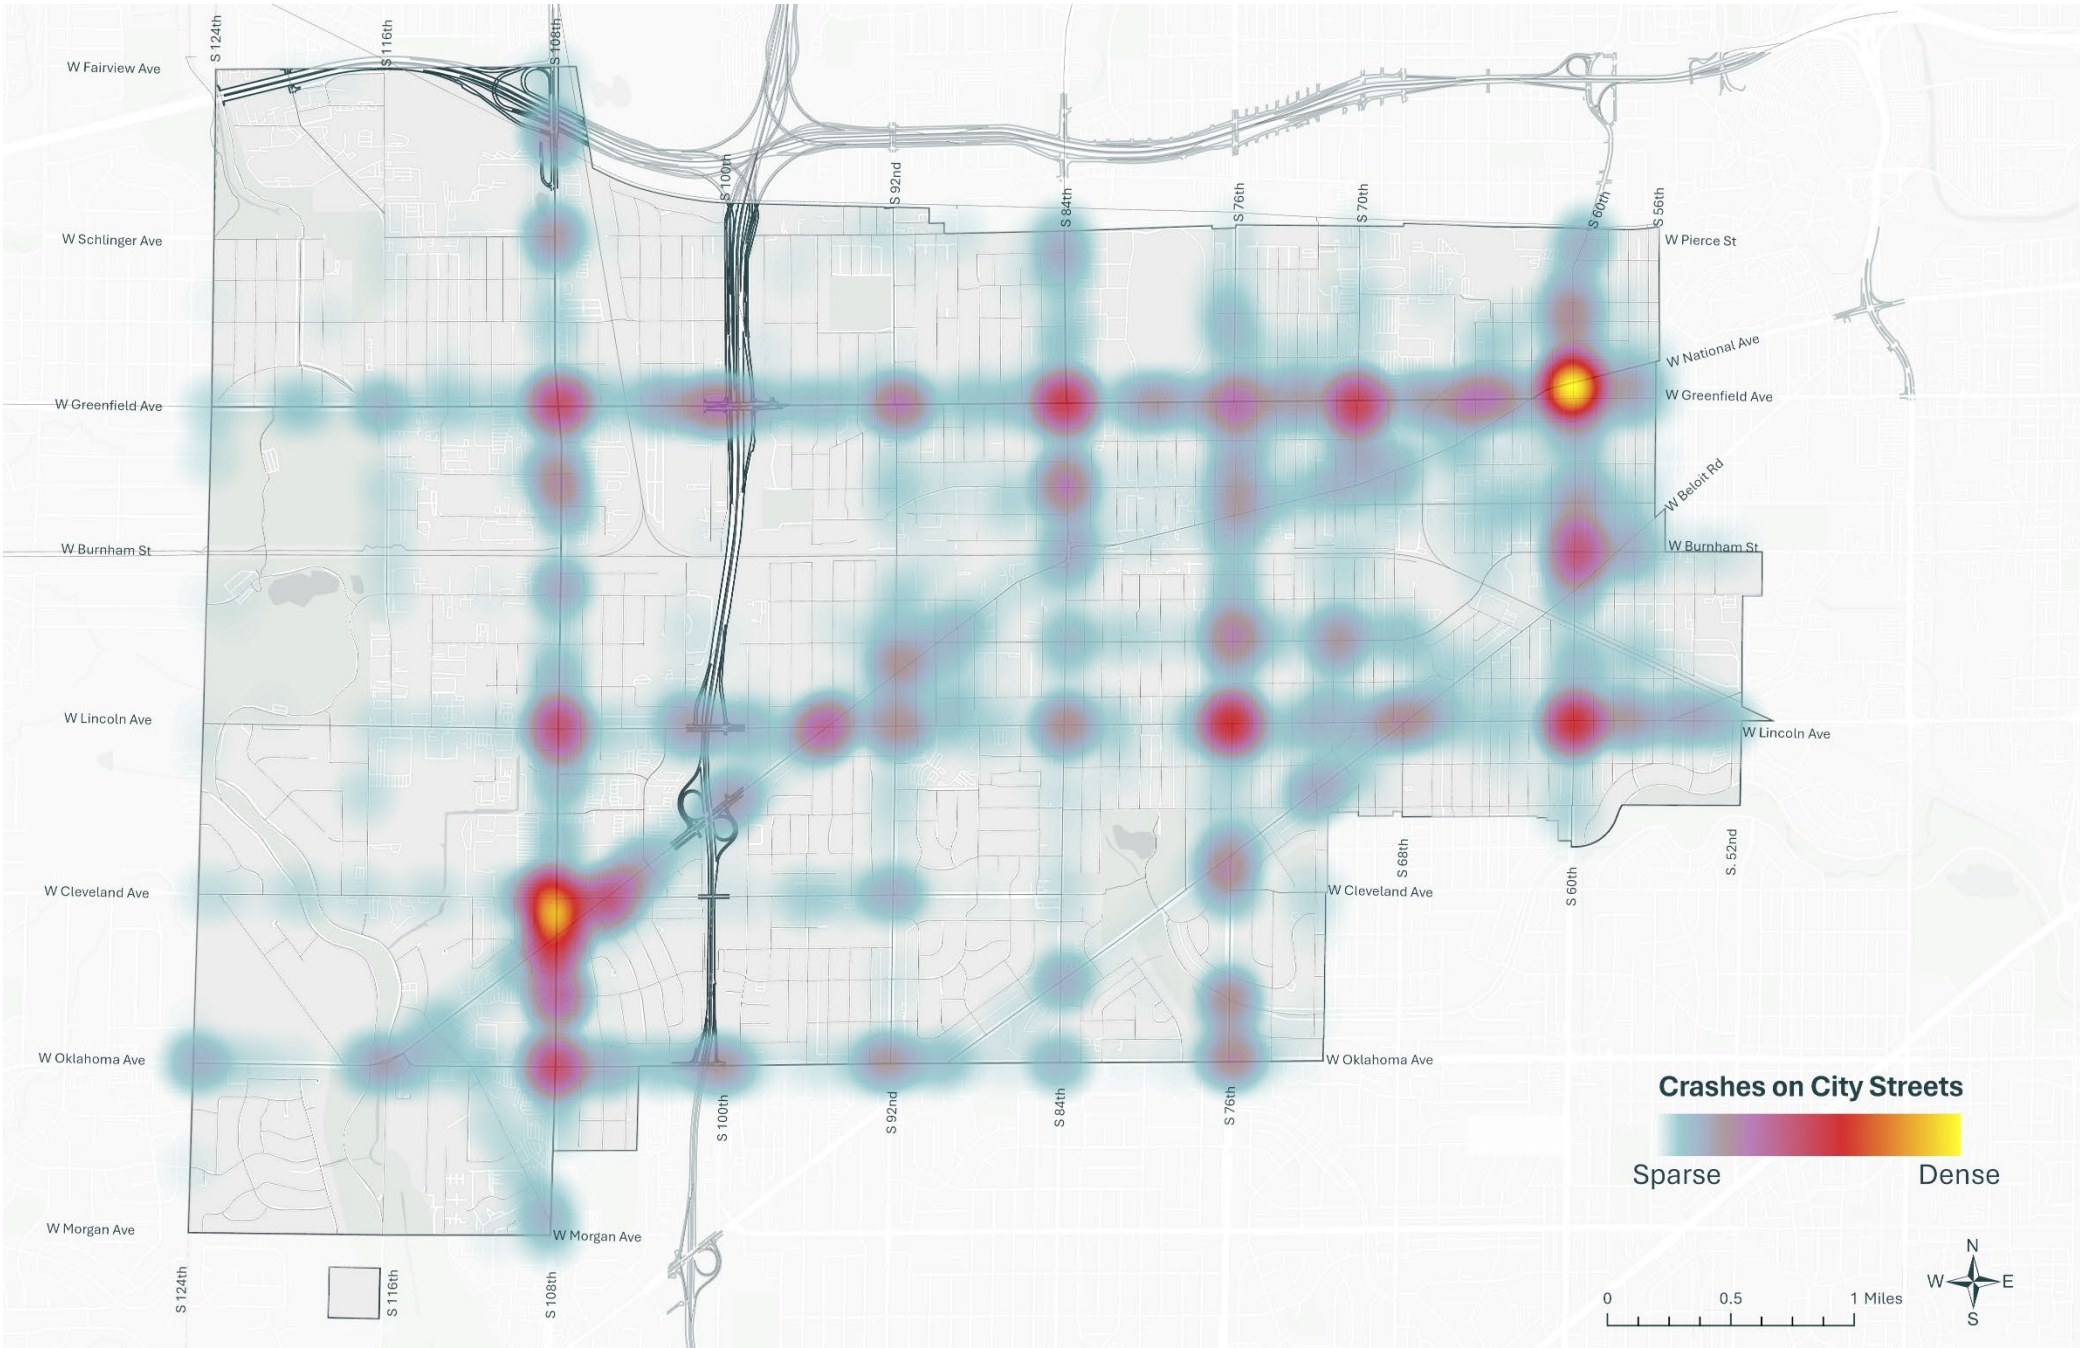 S 124th
S 116th
S 108th
W Fairview Ave
S 100th
S 92nd
S 84th
S 76th
S 70th
S 60th
S 56th
W Schlinger Ave
W Pierce St
W National Ave
W Greenfield Ave
W Greenfield Ave
W Beloit Rd
W Burnham St
W Burnham St
W Lincoln Ave
W Lincoln Ave
S 68th
S 60th
S. 52nd
W Cleveland Ave
W Cleveland Ave
W Oklahoma Ave
W Oklahoma Ave
S 100th
S 92nd
S 84th
S 76th
W Morgan Ave
W Morgan Ave
S 124th
S 116th
S 108th
Crashes on City Streets
Sparse
Dense
0
0.5
1 Miles
N
W
E
S